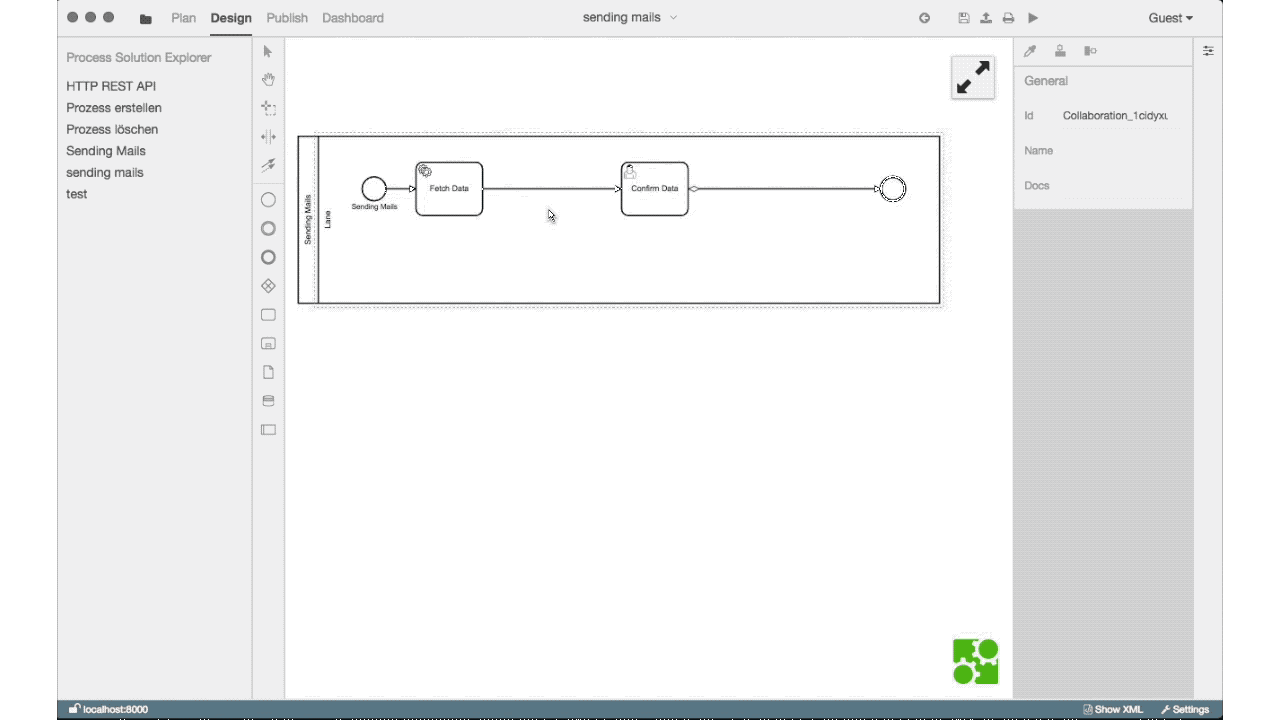 Plan Design Publish Dashboard sending mails Guest
Process Solution Explorer
HTTP REST API
Prozess erstellen
Prozess löschen
Sending Mails
sending mails
test
Sending Mails
Lane
Sending Mails
Fetch Data
Confirm Data
General
Id Collaboration_1cidyxu
Name
Docs
localhost:8000 Show XML Settings